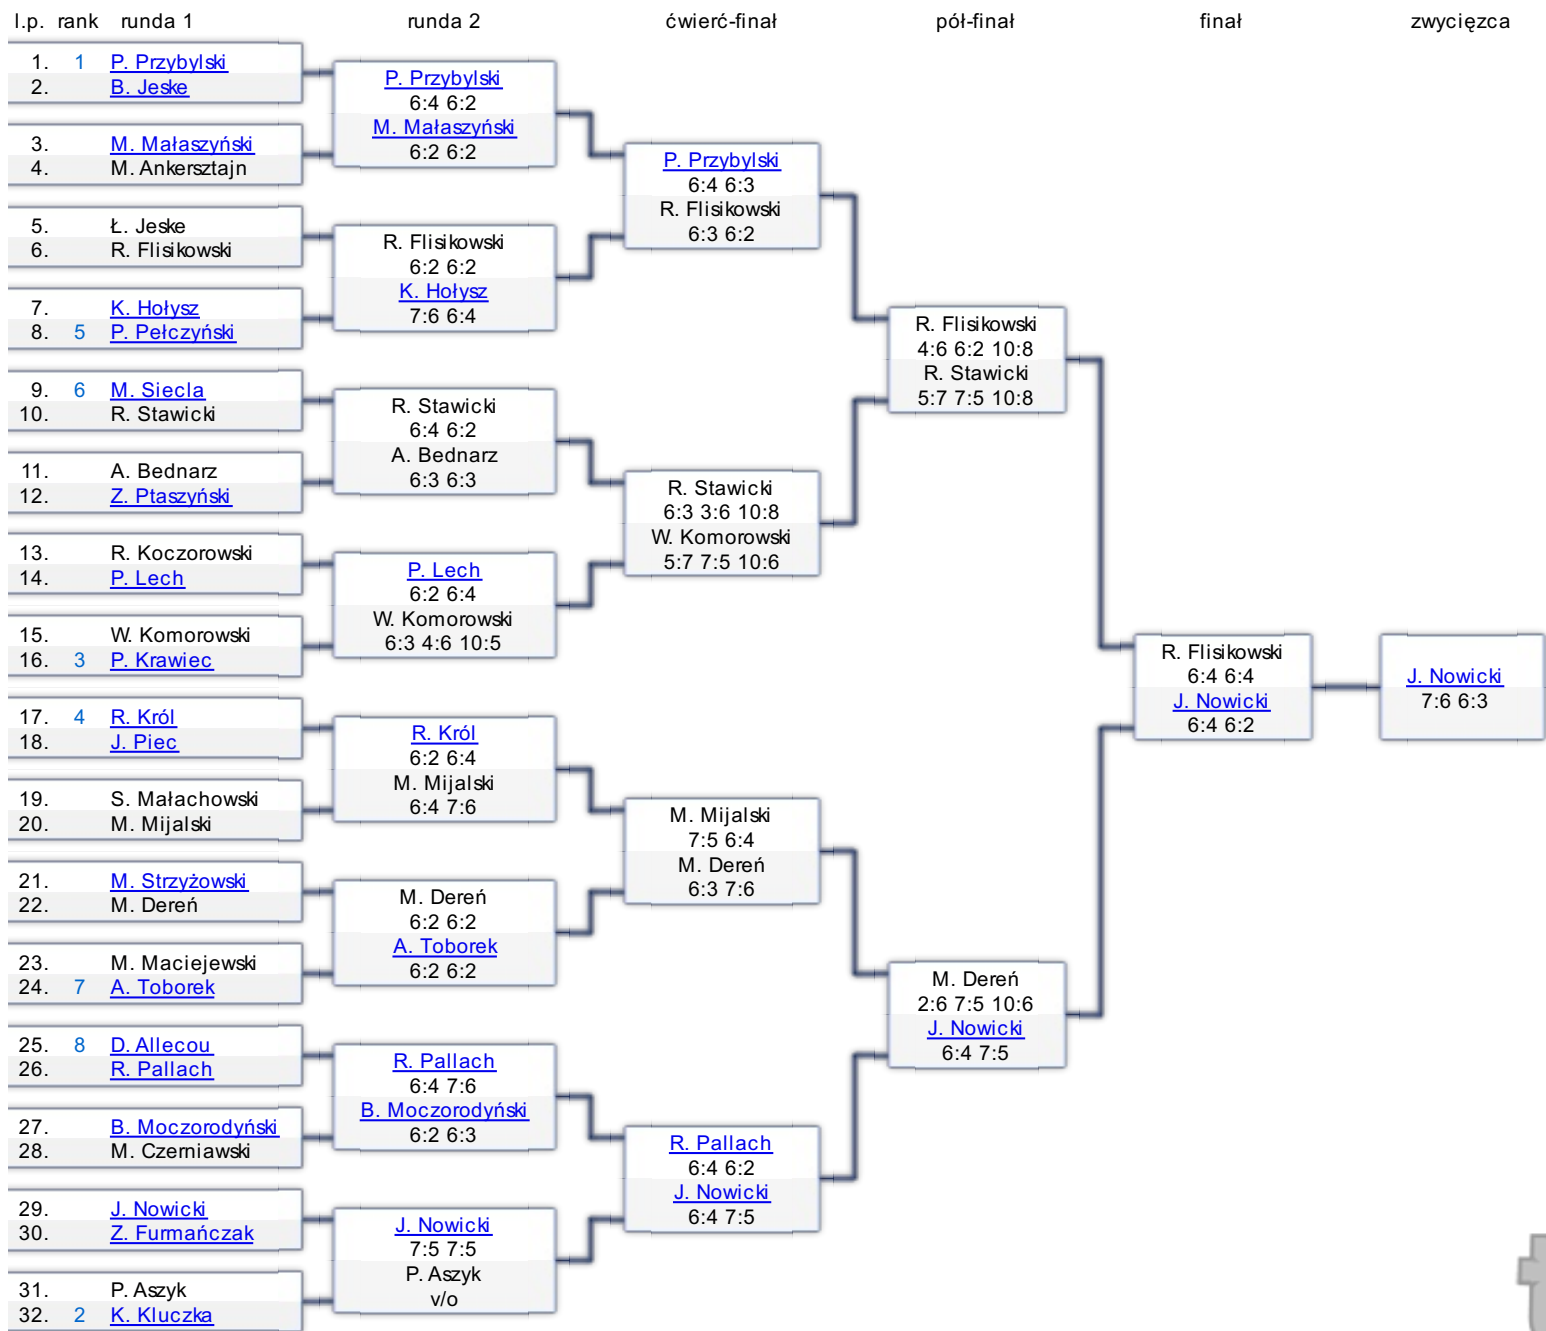 l.p. rank runda 1 runda 2 ćwierć-finał pół-finał finał zwycięzca
1. 1 P. Przybylski
2. B. Jeske
3. M. Małaszyński
4. M. Ankersztajn
5. Ł. Jeske
6. R. Flisikowski
7. K. Hołysz
8. 5 P. Pełczyński
9. 6 M. Siecla
10. R. Stawicki
11. A. Bednarz
12. Z. Ptaszyński
13. R. Koczorowski
14. P. Lech
15. W. Komorowski
16. 3 P. Krawiec
17. 4 R. Król
18. J. Piec
19. S. Małachowski
20. M. Mijalski
21. M. Strzyżowski
22. M. Dereń
23. M. Maciejewski
24. 7 A. Toborek
25. 8 D. Allecou
26. R. Pallach
27. B. Moczorodyński
28. M. Czerniawski
29. J. Nowicki
30. Z. Furmańczak
31. P. Aszyk
32. 2 K. Kluczka
P. Przybylski
6:4 6:2
M. Małaszyński
6:2 6:2
R. Flisikowski
6:2 6:2
K. Hołysz
7:6 6:4
R. Stawicki
6:4 6:2
A. Bednarz
6:3 6:3
P. Lech
6:2 6:4
W. Komorowski
6:3 4:6 10:5
R. Król
6:2 6:4
M. Mijalski
6:4 7:6
M. Dereń
6:2 6:2
A. Toborek
6:2 6:2
R. Pallach
6:4 7:6
B. Moczorodyński
6:2 6:3
J. Nowicki
7:5 7:5
P. Aszyk
v/o
P. Przybylski
6:4 6:3
R. Flisikowski
6:3 6:2
R. Stawicki
6:3 3:6 10:8
W. Komorowski
5:7 7:5 10:6
M. Mijalski
7:5 6:4
M. Dereń
6:3 7:6
R. Pallach
6:4 6:2
J. Nowicki
6:4 7:5
R. Flisikowski
4:6 6:2 10:8
R. Stawicki
5:7 7:5 10:8
M. Dereń
2:6 7:5 10:6
J. Nowicki
6:4 7:5
R. Flisikowski
6:4 6:4
J. Nowicki
6:4 6:2
J. Nowicki
7:6 6:3